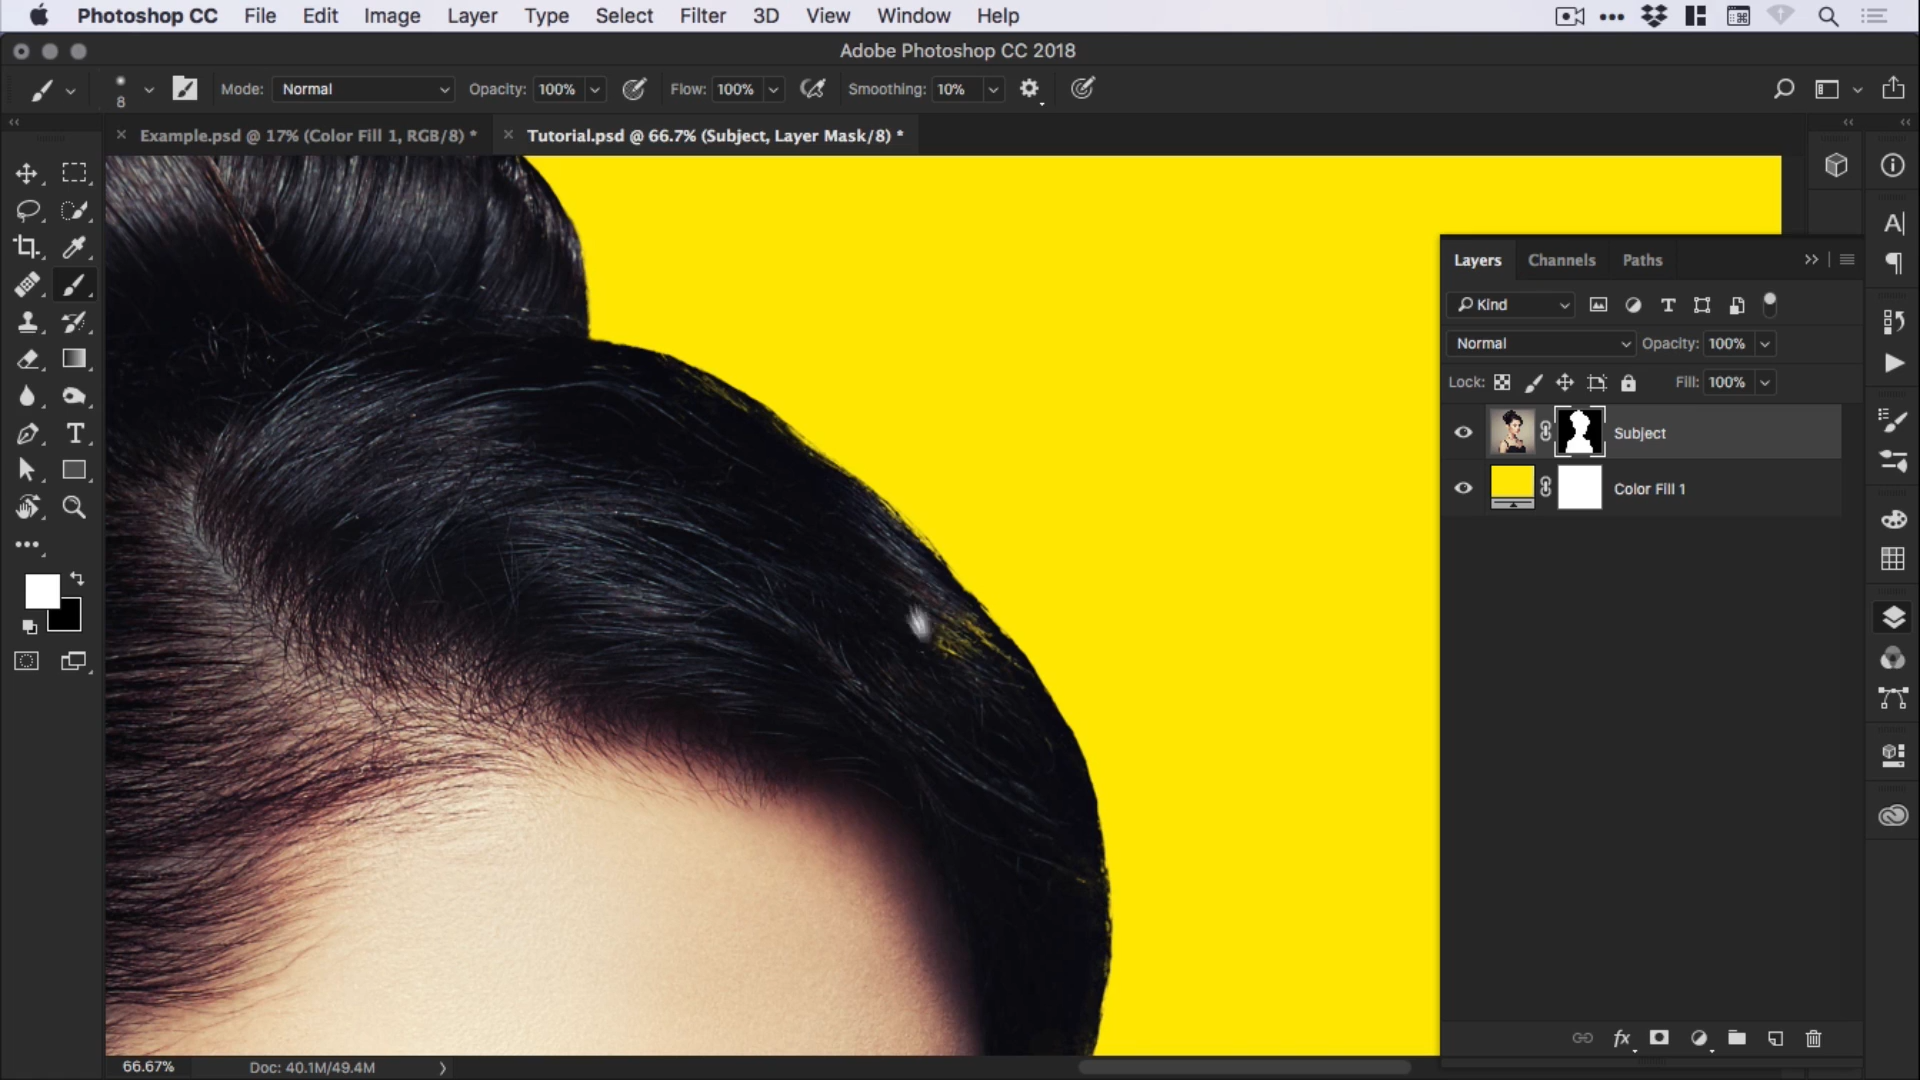 Photoshop CC File Edit Image Layer Type Select Filter 3D View Window Help
Adobe Photoshop CC 2018
8 Mode: Normal Opacity: 100% Flow: 100% Smoothing: 10%
Example.psd @ 17% (Color Fill 1, RGB/8) * Tutorial.psd @ 66.7% (Subject, Layer Mask/8) *
Layers Channels Paths
Kind
Normal Opacity: 100%
Lock: Fill: 100%
Subject
Color Fill 1
66.67% Doc: 40.1M/49.4M